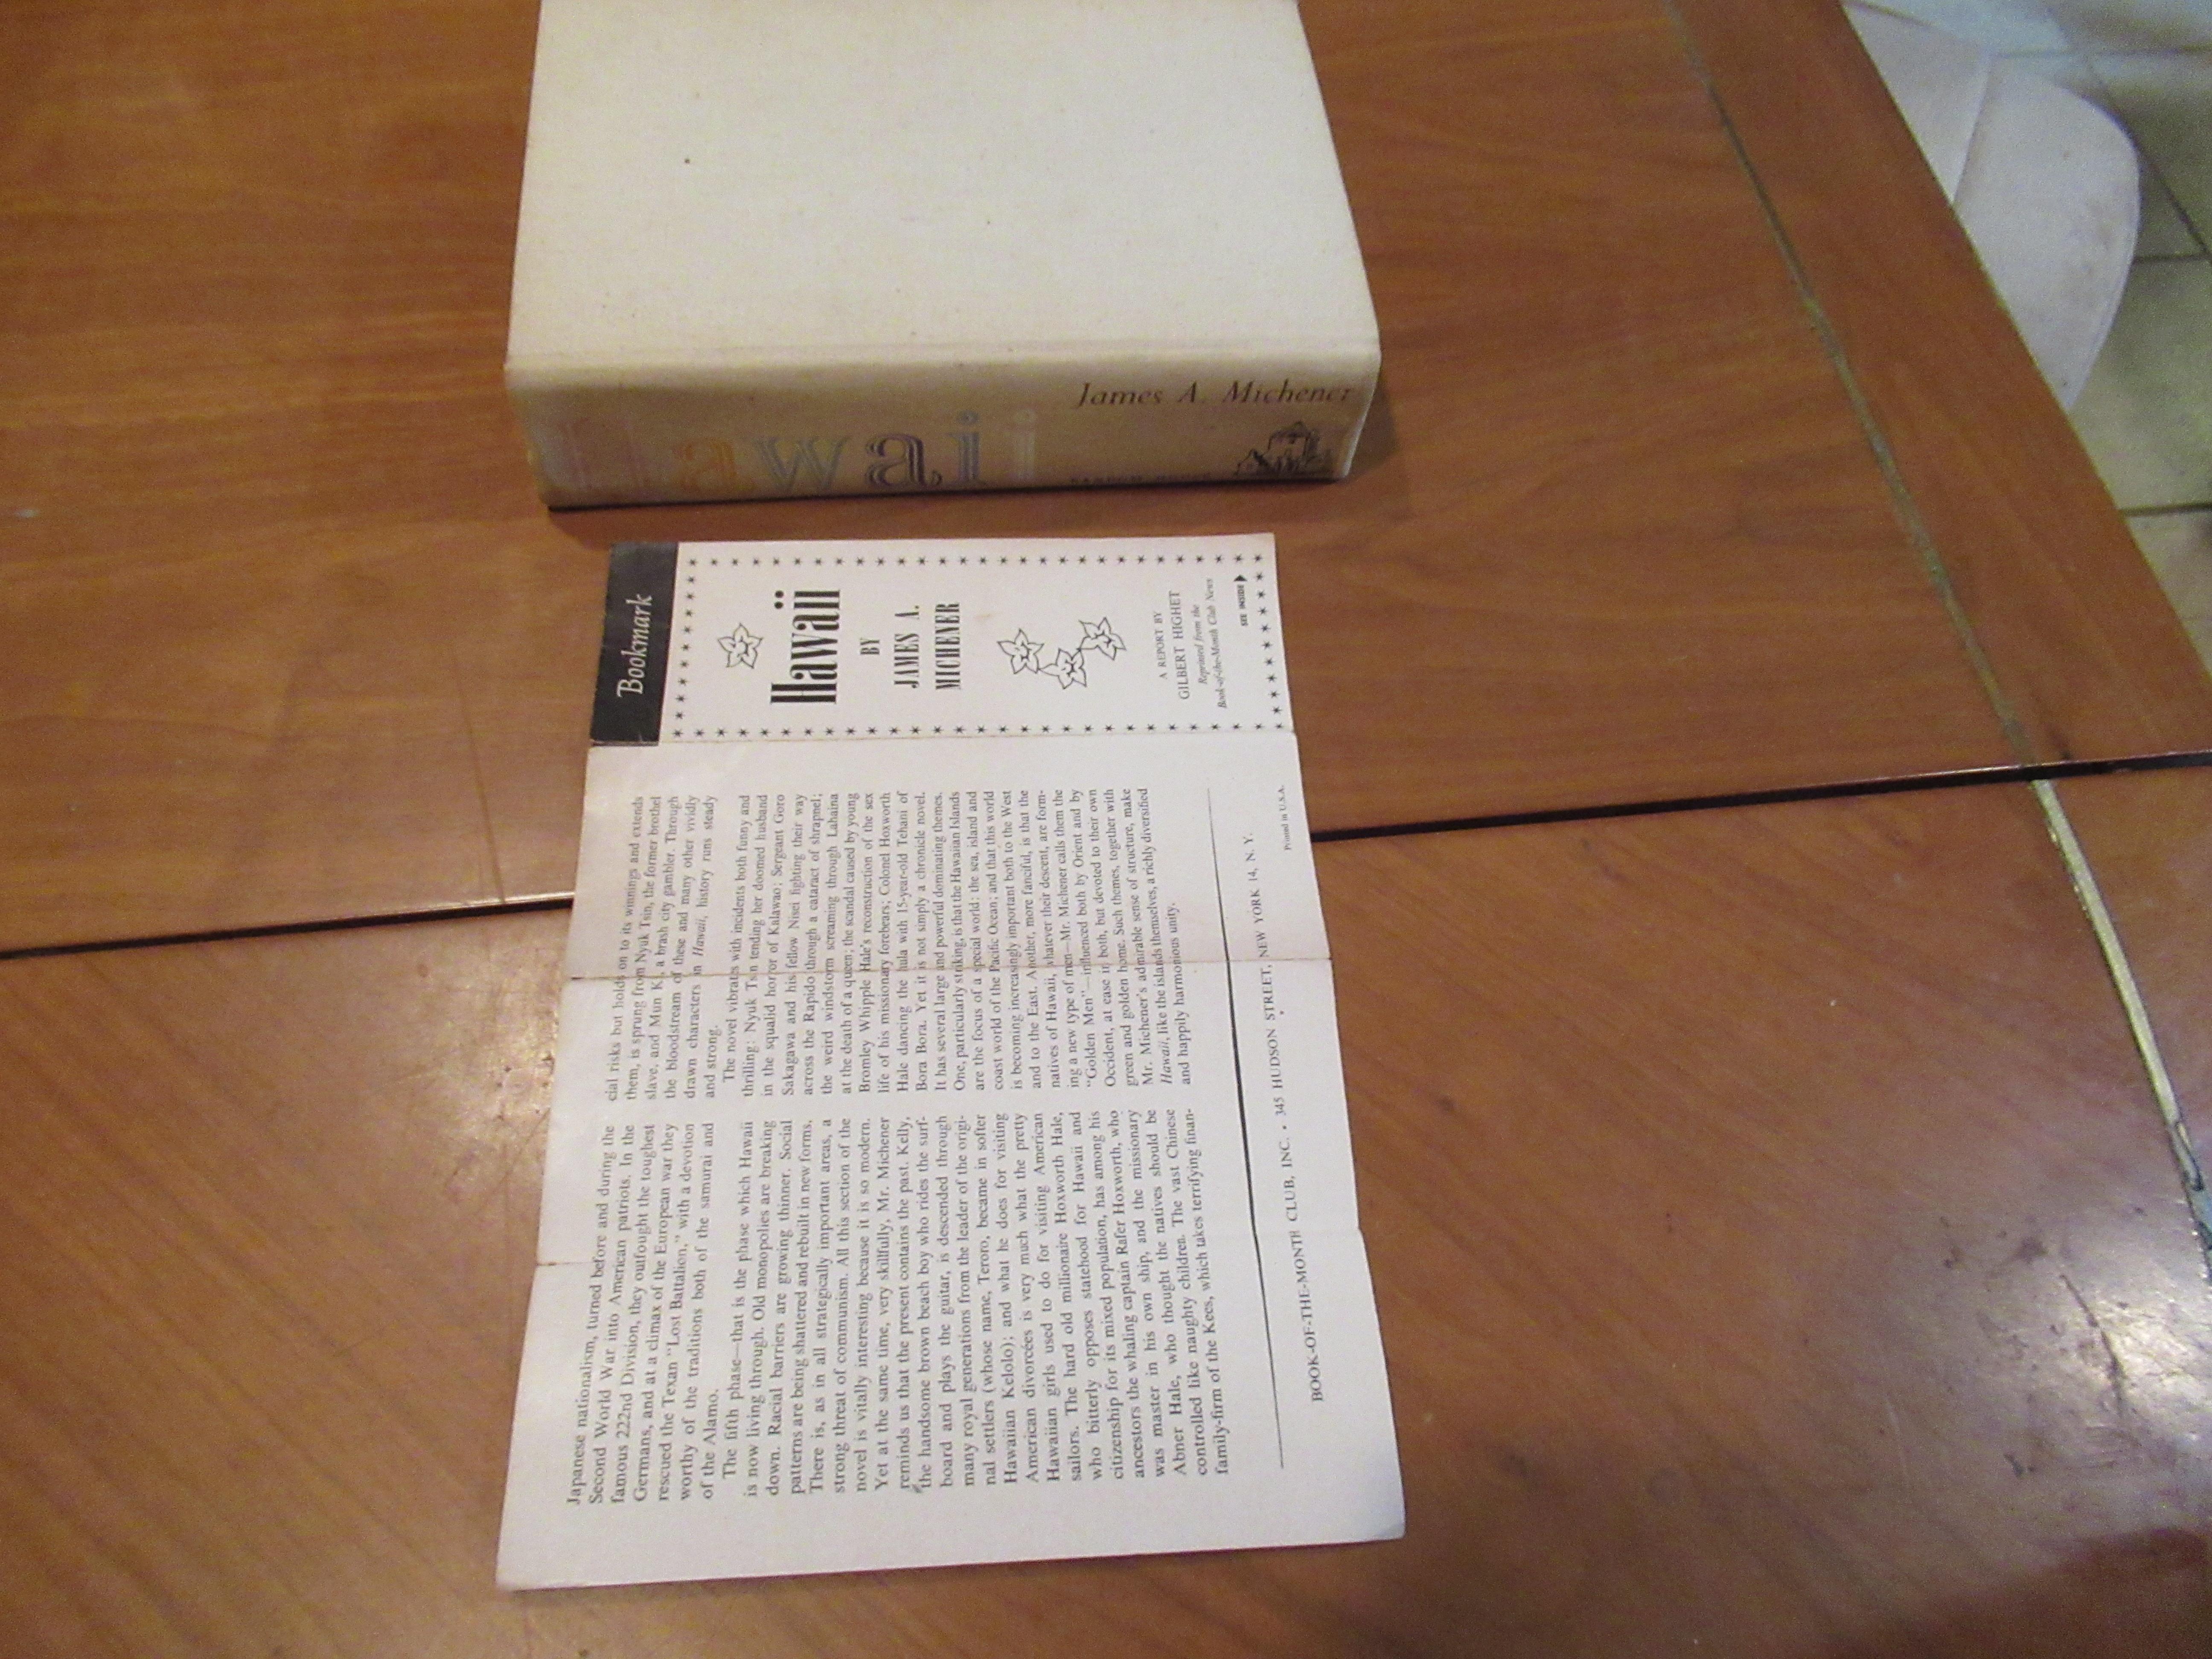 James A. Michener
Hawaii
RANDOM HOUSE
Bookmark
Hawaii
BY
JAMES A.
MICHENER
A REPORT BY
GILBERT HIGHET
Reprinted from the
Book-of-the-Month Club News
SEE INSIDE
Japanese nationalism, turned before and during the
Second World War into American patriots. In the
famous 222nd Division, they outfought the toughest
Germans, and at a climax of the European war they
rescued the Texan "Lost Battalion," with a devotion
worthy of the traditions both of the samurai and
of the Alamo.
The fifth phase—that is the phase which Hawaii
is now living through. Old monopolies are breaking
down. Racial barriers are growing thinner. Social
patterns are being shattered and rebuilt in new forms.
There is, as in all strategically important areas, a
strong threat of communism. All this section of the
novel is vitally interesting because it is so modern.
Yet at the same time, very skillfully, Mr. Michener
reminds us that the present contains the past. Kelly,
the handsome brown beach boy who rides the surf-
board and plays the guitar, is descended through
many royal generations from the leader of the origi-
nal settlers (whose name, Teroro, became in softer
Hawaiian Kelolo); and what he does for visiting
American divorcées is very much what the pretty
Hawaiian girls used to do for visiting American
sailors. The hard old millionaire Hoxworth Hale,
who bitterly opposes statehood for Hawaii and
citizenship for its mixed population, has among his
ancestors the whaling captain Rafer Hoxworth, who
was master in his own ship, and the missionary
Abner Hale, who thought the natives should be
controlled like naughty children. The vast Chinese
family-firm of the Kees, which takes terrifying finan-
cial risks but holds on to its winnings and extends
them, is sprung from Nyuk Tsin, the former brothel
slave, and Mun Ki, a brash city gambler. Through
the bloodstream of these and many other vividly
drawn characters in Hawaii, history runs steady
and strong.
The novel vibrates with incidents both funny and
thrilling: Nyuk Tsin tending her doomed husband
in the squalid horror of Kalawao; Sergeant Goro
Sakagawa and his fellow Nisei fighting their way
across the Rapido through a cataract of shrapnel;
the weird windstorm screaming through Lahaina
at the death of a queen; the scandal caused by young
Bromley Whipple Hale's reconstruction of the sex
life of his missionary forebears; Colonel Hoxworth
Hale dancing the hula with 15-year-old Tehani of
Bora Bora. Yet it is not simply a chronicle novel.
It has several large and powerful dominating themes.
One, particularly striking, is that the Hawaiian Islands
are the focus of a special world: the sea, island and
coast world of the Pacific Ocean; and that this world
is becoming increasingly important both to the West
and to the East. Another, more fanciful, is that the
natives of Hawaii, whatever their descent, are form-
ing a new type of men—Mr. Michener calls them the
"Golden Men"—influenced both by Orient and by
Occident, at ease in both, but devoted to their own
green and golden home. Such themes, together with
Mr. Michener's admirable sense of structure, make
Hawaii, like the islands themselves, a richly diversified
and happily harmonious unity.
BOOK-OF-THE-MONTH CLUB, INC. • 345 HUDSON STREET, NEW YORK 14, N. Y.
Printed in U.S.A.